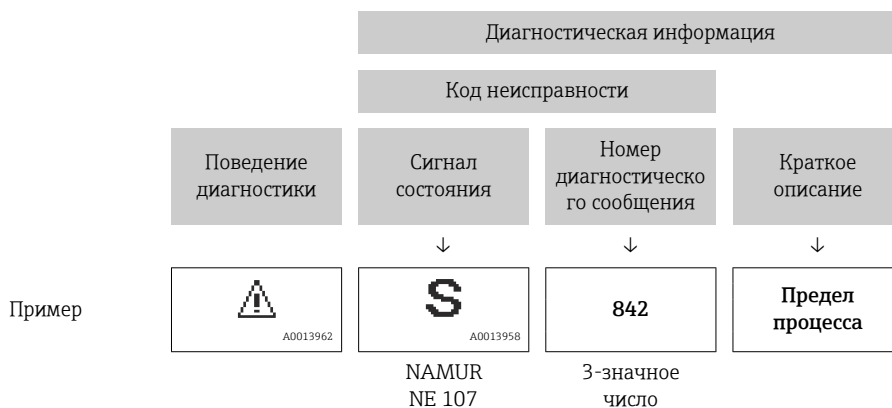 Диагностическая информация
Код неисправности
Поведение
диагностики
Сигнал
состояния
Номер
диагностическо
го сообщения
Краткое
описание
↓
↓
↓
Пример
A0013962
S
A0013958
842
Предел
процесса
NAMUR
NE 107
3-значное
число